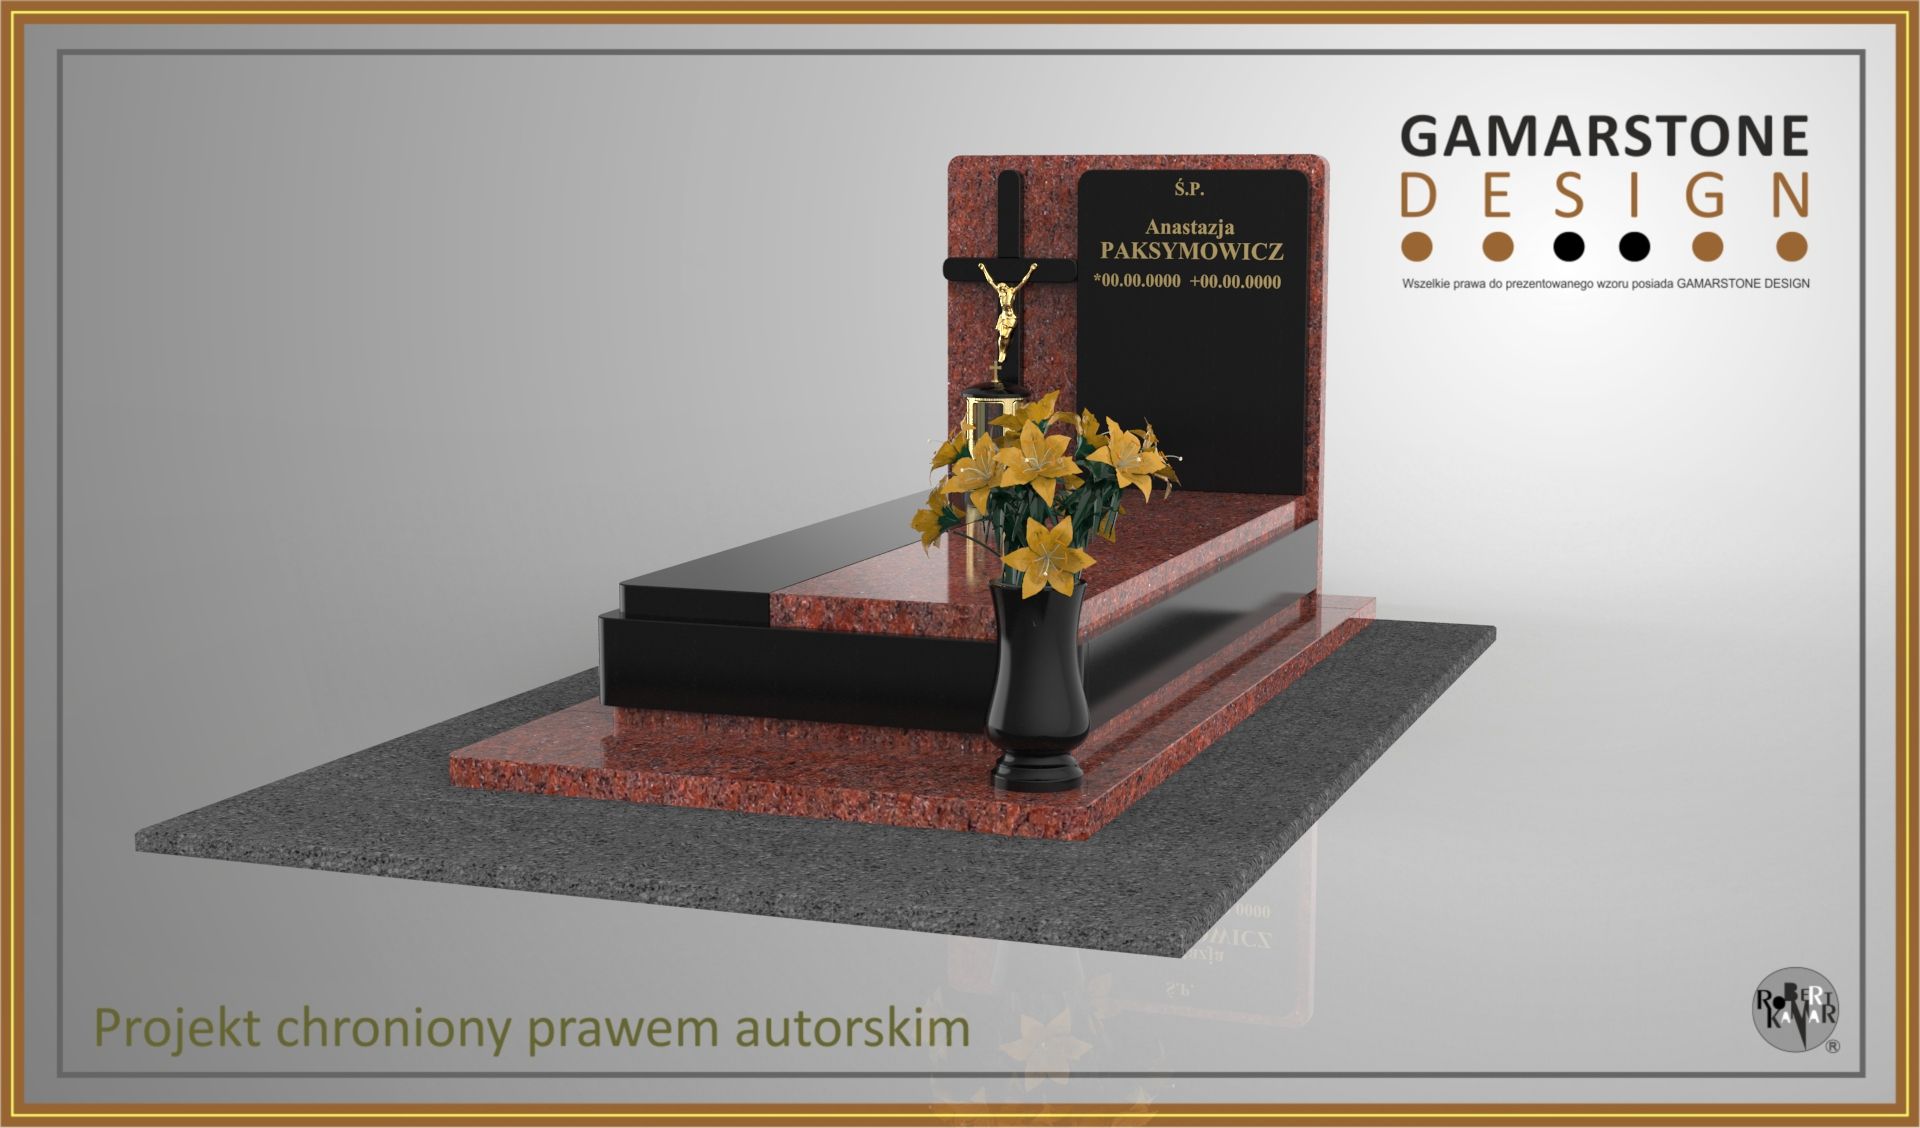 GAMARSTONE
DESIGN
Wszelkie prawa do prezentowanego wzoru posiada GAMARSTONE DESIGN
Ś.P.
Anastazja
PAKSYMOWICZ
*00.00.0000 +00.00.0000
Projekt chroniony prawem autorskim
ROBERT
KAMAR
®